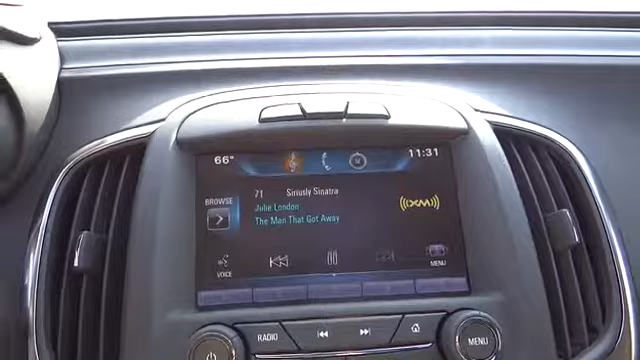 66° 11:31
71 Siriusly Sinatra
BROWSE
Julie London
The Man That Got Away
((XM))
VOICE
MENU
RADIO
MENU